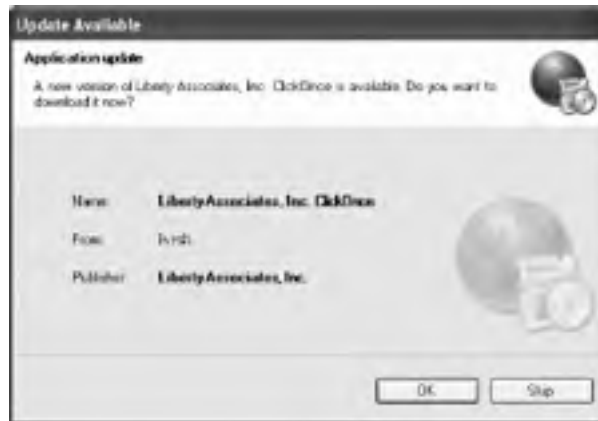 Update Available
Application update
A new version of Liberty Associates, Inc. ClickOnce is available. Do you want to
download it now?
Name: Liberty Associates, Inc. ClickOnce
From:
Publisher: Liberty Associates, Inc.
OK Skip